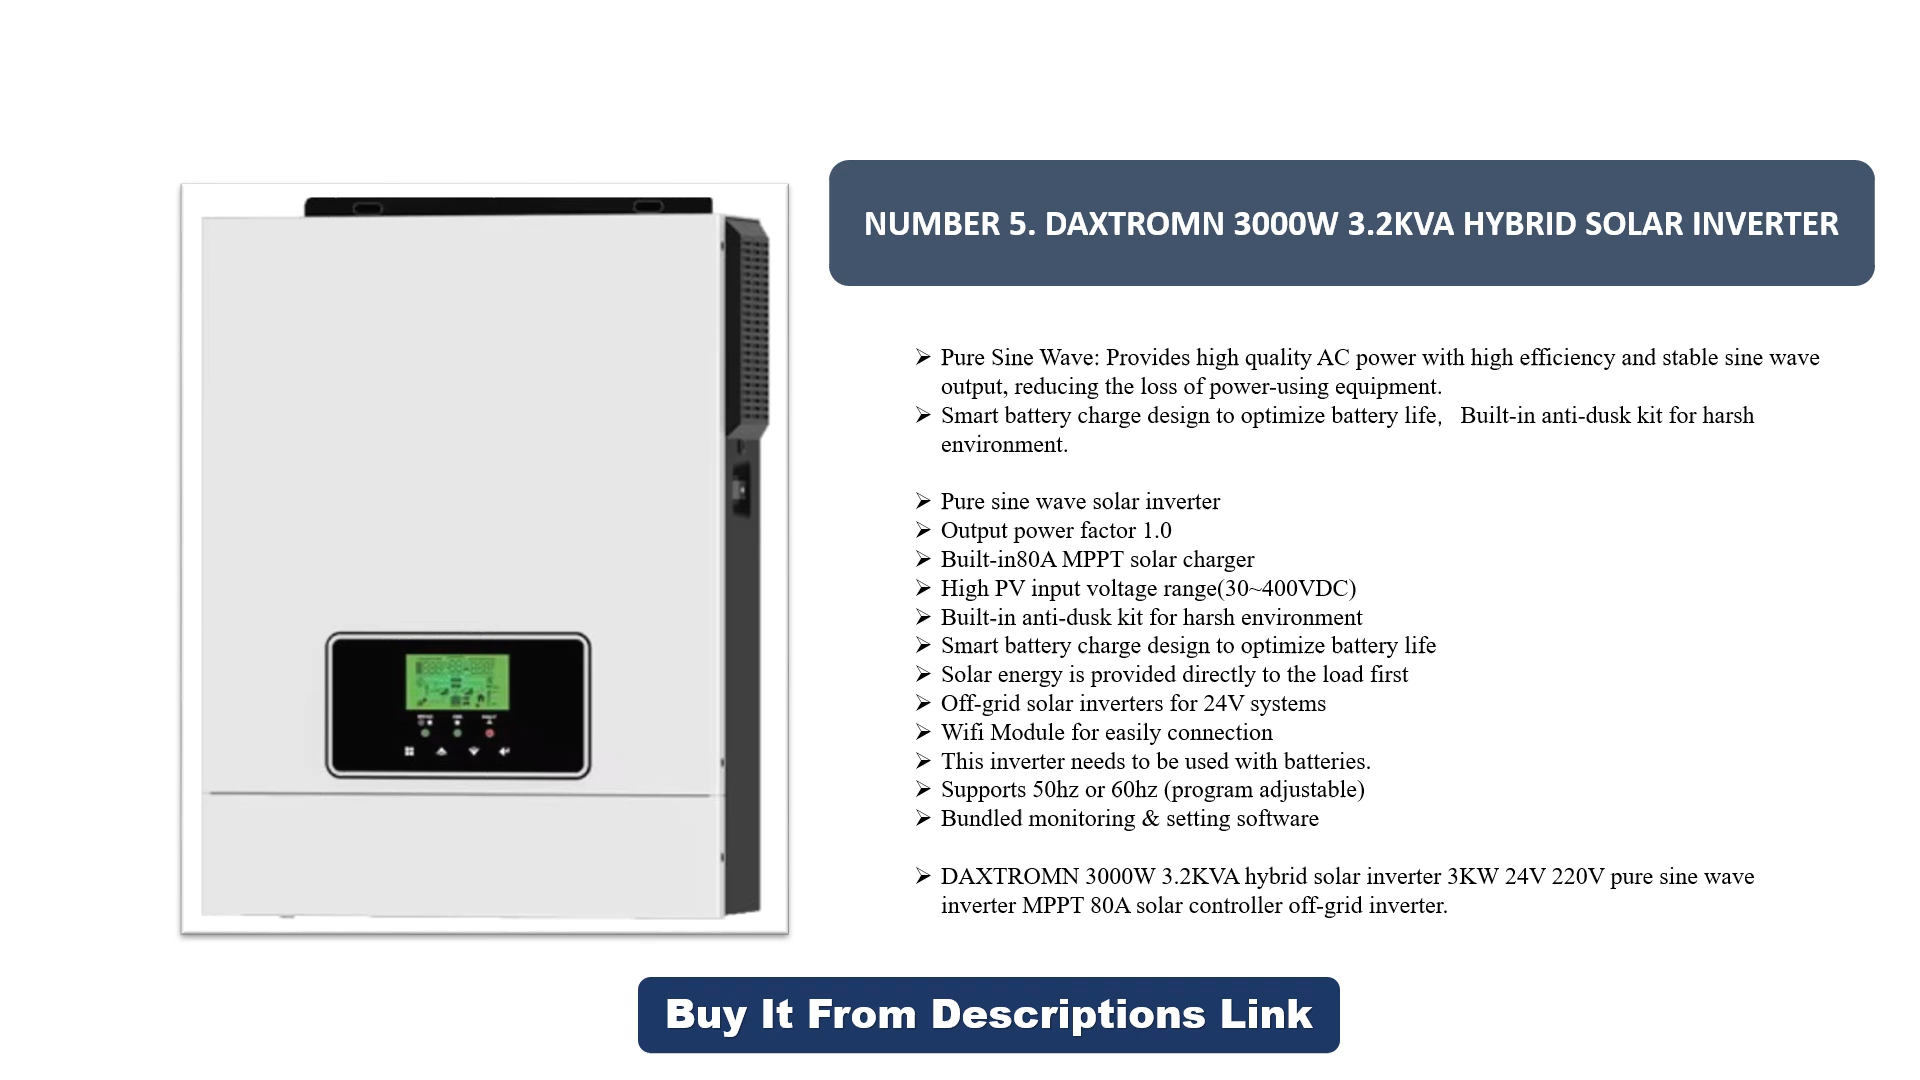 NUMBER 5. DAXTROMN 3000W 3.2KVA HYBRID SOLAR INVERTER
➢ Pure Sine Wave: Provides high quality AC power with high efficiency and stable sine wave
output, reducing the loss of power-using equipment.
➢ Smart battery charge design to optimize battery life， Built-in anti-dusk kit for harsh
environment.
➢ Pure sine wave solar inverter
➢ Output power factor 1.0
➢ Built-in80A MPPT solar charger
➢ High PV input voltage range(30~400VDC)
➢ Built-in anti-dusk kit for harsh environment
➢ Smart battery charge design to optimize battery life
➢ Solar energy is provided directly to the load first
➢ Off-grid solar inverters for 24V systems
➢ Wifi Module for easily connection
➢ This inverter needs to be used with batteries.
➢ Supports 50hz or 60hz (program adjustable)
➢ Bundled monitoring & setting software
➢ DAXTROMN 3000W 3.2KVA hybrid solar inverter 3KW 24V 220V pure sine wave
inverter MPPT 80A solar controller off-grid inverter.
Buy It From Descriptions Link